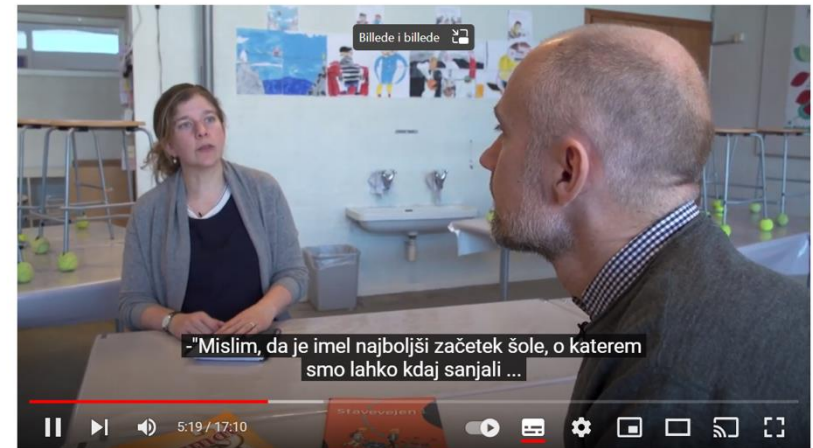 Billede i billede
-"Mislim, da je imel najboljši začetek šole, o katerem
smo lahko kdaj sanjali ...
5:19 / 17:10
Stavevejen